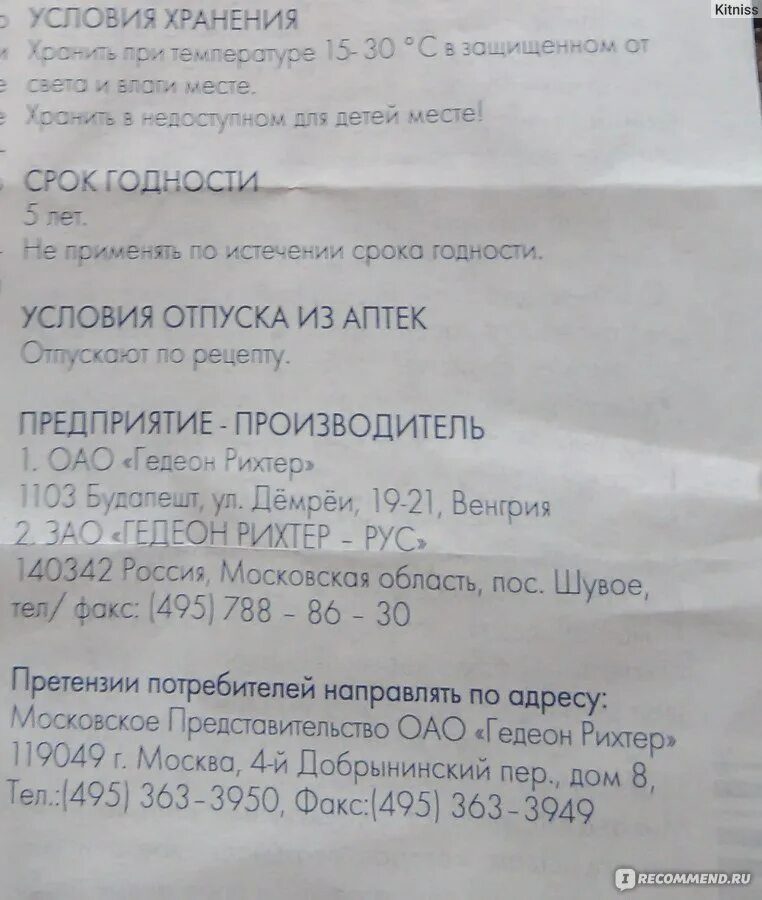 Kitniss
УСЛОВИЯ ХРАНЕНИЯ
Хранить при температуре 15-30 °С в защищенном от
света и влаги месте.
Хранить в недоступном для детей месте!
СРОК ГОДНОСТИ
5 лет.
Не применять по истечении срока годности.
УСЛОВИЯ ОТПУСКА ИЗ АПТЕК
Отпускают по рецепту.
ПРЕДПРИЯТИЕ - ПРОИЗВОДИТЕЛЬ
1. ОАО «Гедеон Рихтер»
1103 Будапешт, ул. Дёмрёи, 19-21, Венгрия
2. ЗАО «ГЕДЕОН РИХТЕР – РУС»
140342 Россия, Московская область, пос. Шувое,
тел/ факс: (495) 788 – 86 – 30
Претензии потребителей направлять по адресу:
Московское Представительство ОАО «Гедеон Рихтер»
119049 г. Москва, 4-й Добрынинский пер., дом 8,
Тел.:(495) 363-3950, Факс:(495) 363-3949
IRECOMMEND.RU